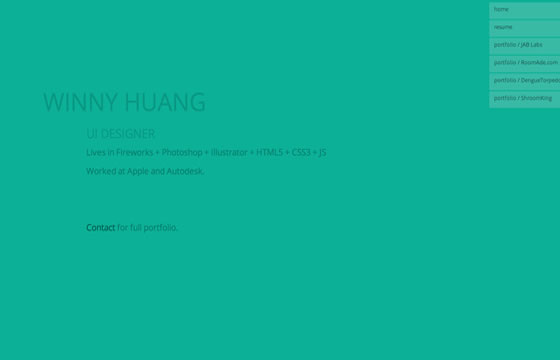 home
resume
portfolio / JAB Labs
portfolio / RoomAde.com
portfolio / DengueTorpedo
portfolio / ShroomKing
WINNY HUANG
UI DESIGNER
Lives in Fireworks + Photoshop + Illustrator + HTML5 + CSS3 + JS
Worked at Apple and Autodesk.
Contact for full portfolio.